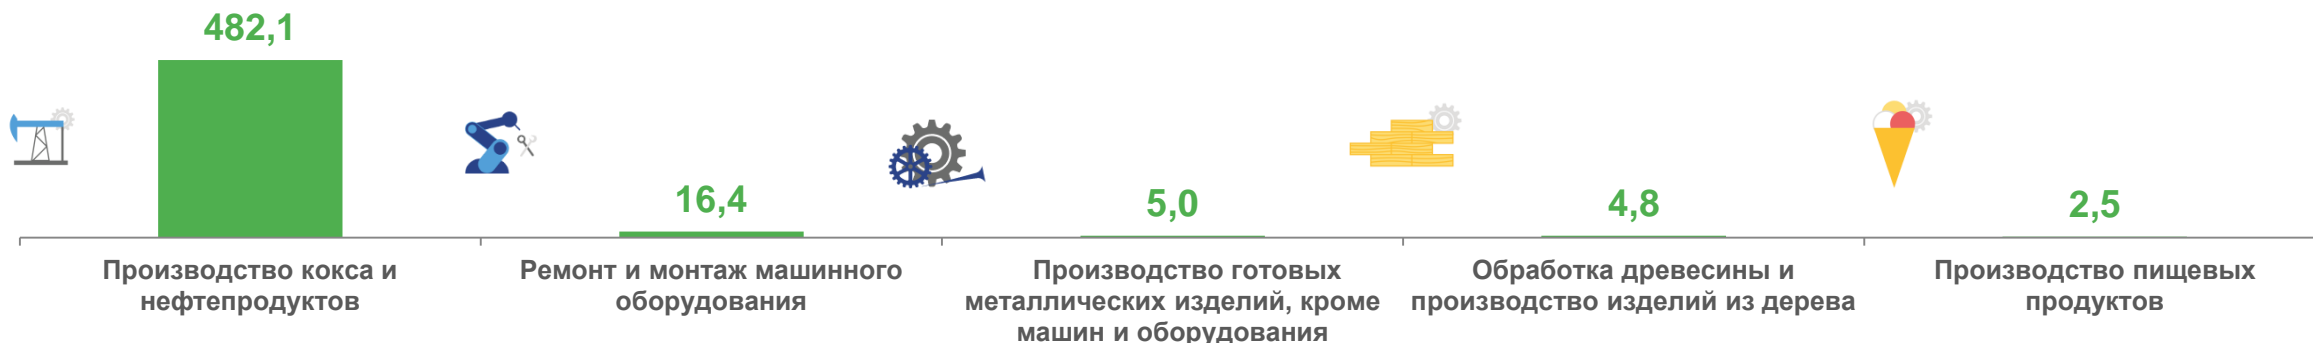 482,1
16,4
5,0
4,8
2,5
Производство кокса и
нефтепродуктов
Ремонт и монтаж машинного
оборудования
Производство готовых
металлических изделий, кроме
машин и оборудования
Обработка древесины и
производство изделий из дерева
Производство пищевых
продуктов